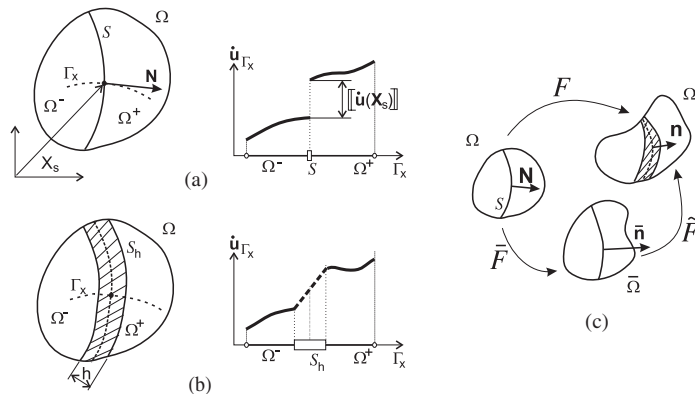 Ω
S
Γx
N
Ω-
Ω+
Xs
(a)
u̇ Γx
[[u̇(Xs)]]
Ω- S Ω+ Γx
Ω
Sh
Γx
Ω-
Ω+
h
(b)
u̇ Γx
Ω- Sh Ω+ Γx
F
Ω
n
Ω
N
S
F̄
n̄
F̃
Ω̄
(c)